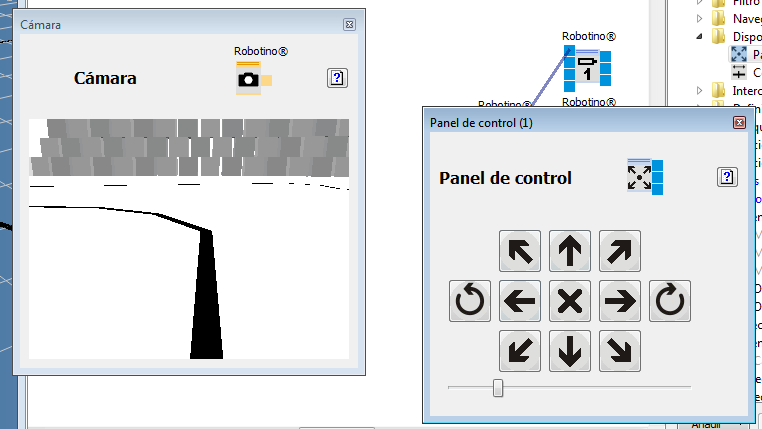 Cámara
Robotino®
Cámara
Robotino®
1
Robotino®
Robotino®
Panel de control (1)
Panel de control
Filtro
Naveg
Dispo
Pa
C
Interc
Añadir